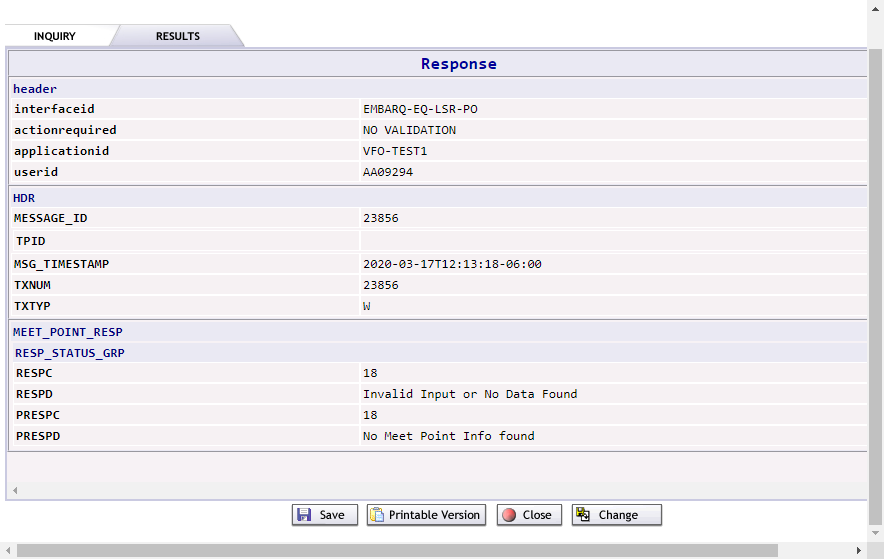 INQUIRY RESULTS
Response
header
interfaceid EMBARQ-EQ-LSR-PO
actionrequired NO VALIDATION
applicationid VFO-TEST1
userid AA09294
HDR
MESSAGE_ID 23856
TPID
MSG_TIMESTAMP 2020-03-17T12:13:18-06:00
TXNUM 23856
TXTYP W
MEET_POINT_RESP
RESP_STATUS_GRP
RESPC 18
RESPD Invalid Input or No Data Found
PRESPC 18
PRESPD No Meet Point Info found
Save Printable Version Close Change